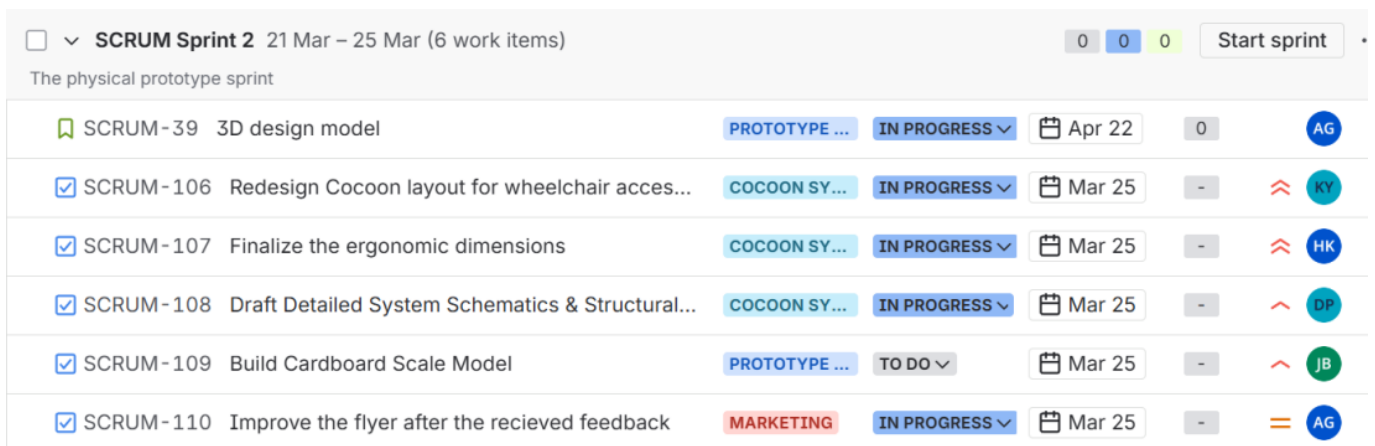 SCRUM Sprint 2 21 Mar – 25 Mar (6 work items) 0 0 0 Start sprint
The physical prototype sprint
SCRUM-39 3D design model PROTOTYPE ... IN PROGRESS Apr 22 0 AG
SCRUM-106 Redesign Cocoon layout for wheelchair acces... COCOON SY... IN PROGRESS Mar 25 - KY
SCRUM-107 Finalize the ergonomic dimensions COCOON SY... IN PROGRESS Mar 25 - HK
SCRUM-108 Draft Detailed System Schematics & Structural... COCOON SY... IN PROGRESS Mar 25 - DP
SCRUM-109 Build Cardboard Scale Model PROTOTYPE ... TO DO Mar 25 - JB
SCRUM-110 Improve the flyer after the recieved feedback MARKETING IN PROGRESS Mar 25 - AG